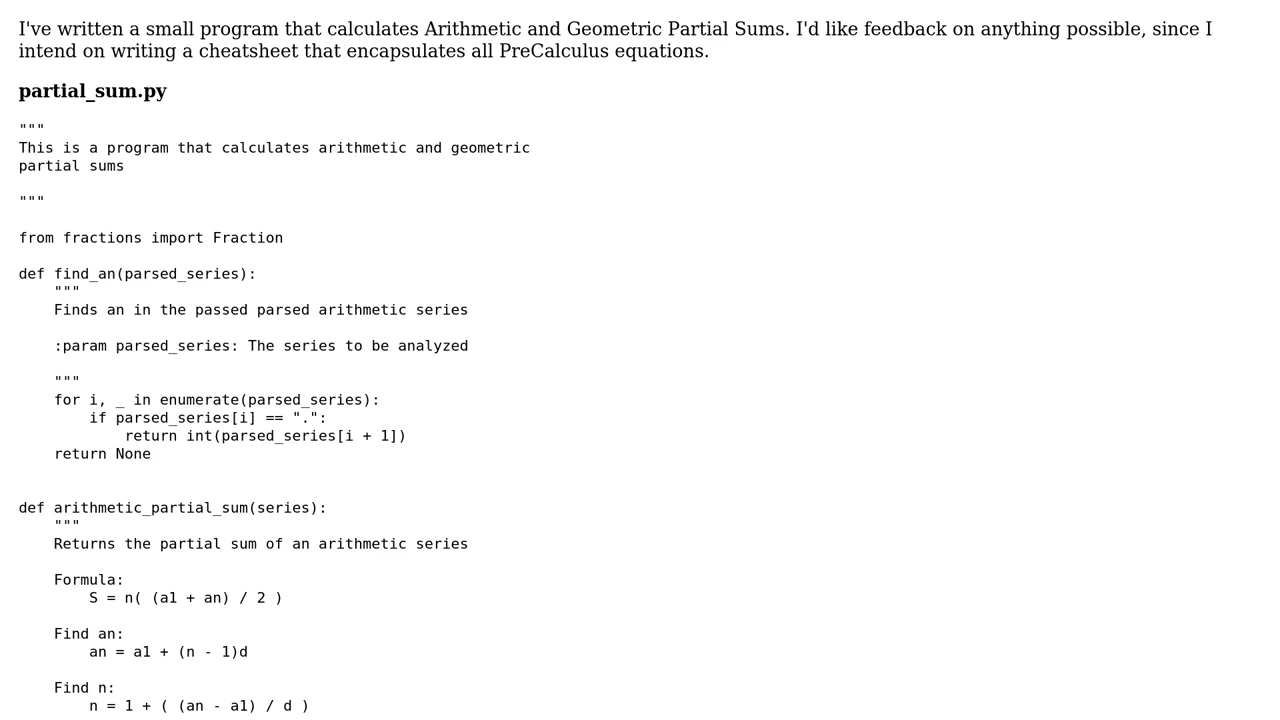 I've written a small program that calculates Arithmetic and Geometric Partial Sums. I'd like feedback on anything possible, since I
intend on writing a cheatsheet that encapsulates all PreCalculus equations.
partial_sum.py
"""
This is a program that calculates arithmetic and geometric
partial sums
"""
from fractions import Fraction
def find_an(parsed_series):
    """
    Finds an in the passed parsed arithmetic series
    :param parsed_series: The series to be analyzed
    """
    for i, _ in enumerate(parsed_series):
        if parsed_series[i] == ".":
            return int(parsed_series[i + 1])
    return None
def arithmetic_partial_sum(series):
    """
    Returns the partial sum of an arithmetic series
    Formula:
        S = n( (a1 + an) / 2 )
    Find an:
        an = a1 + (n - 1)d
    Find n:
        n = 1 + ( (an - a1) / d )